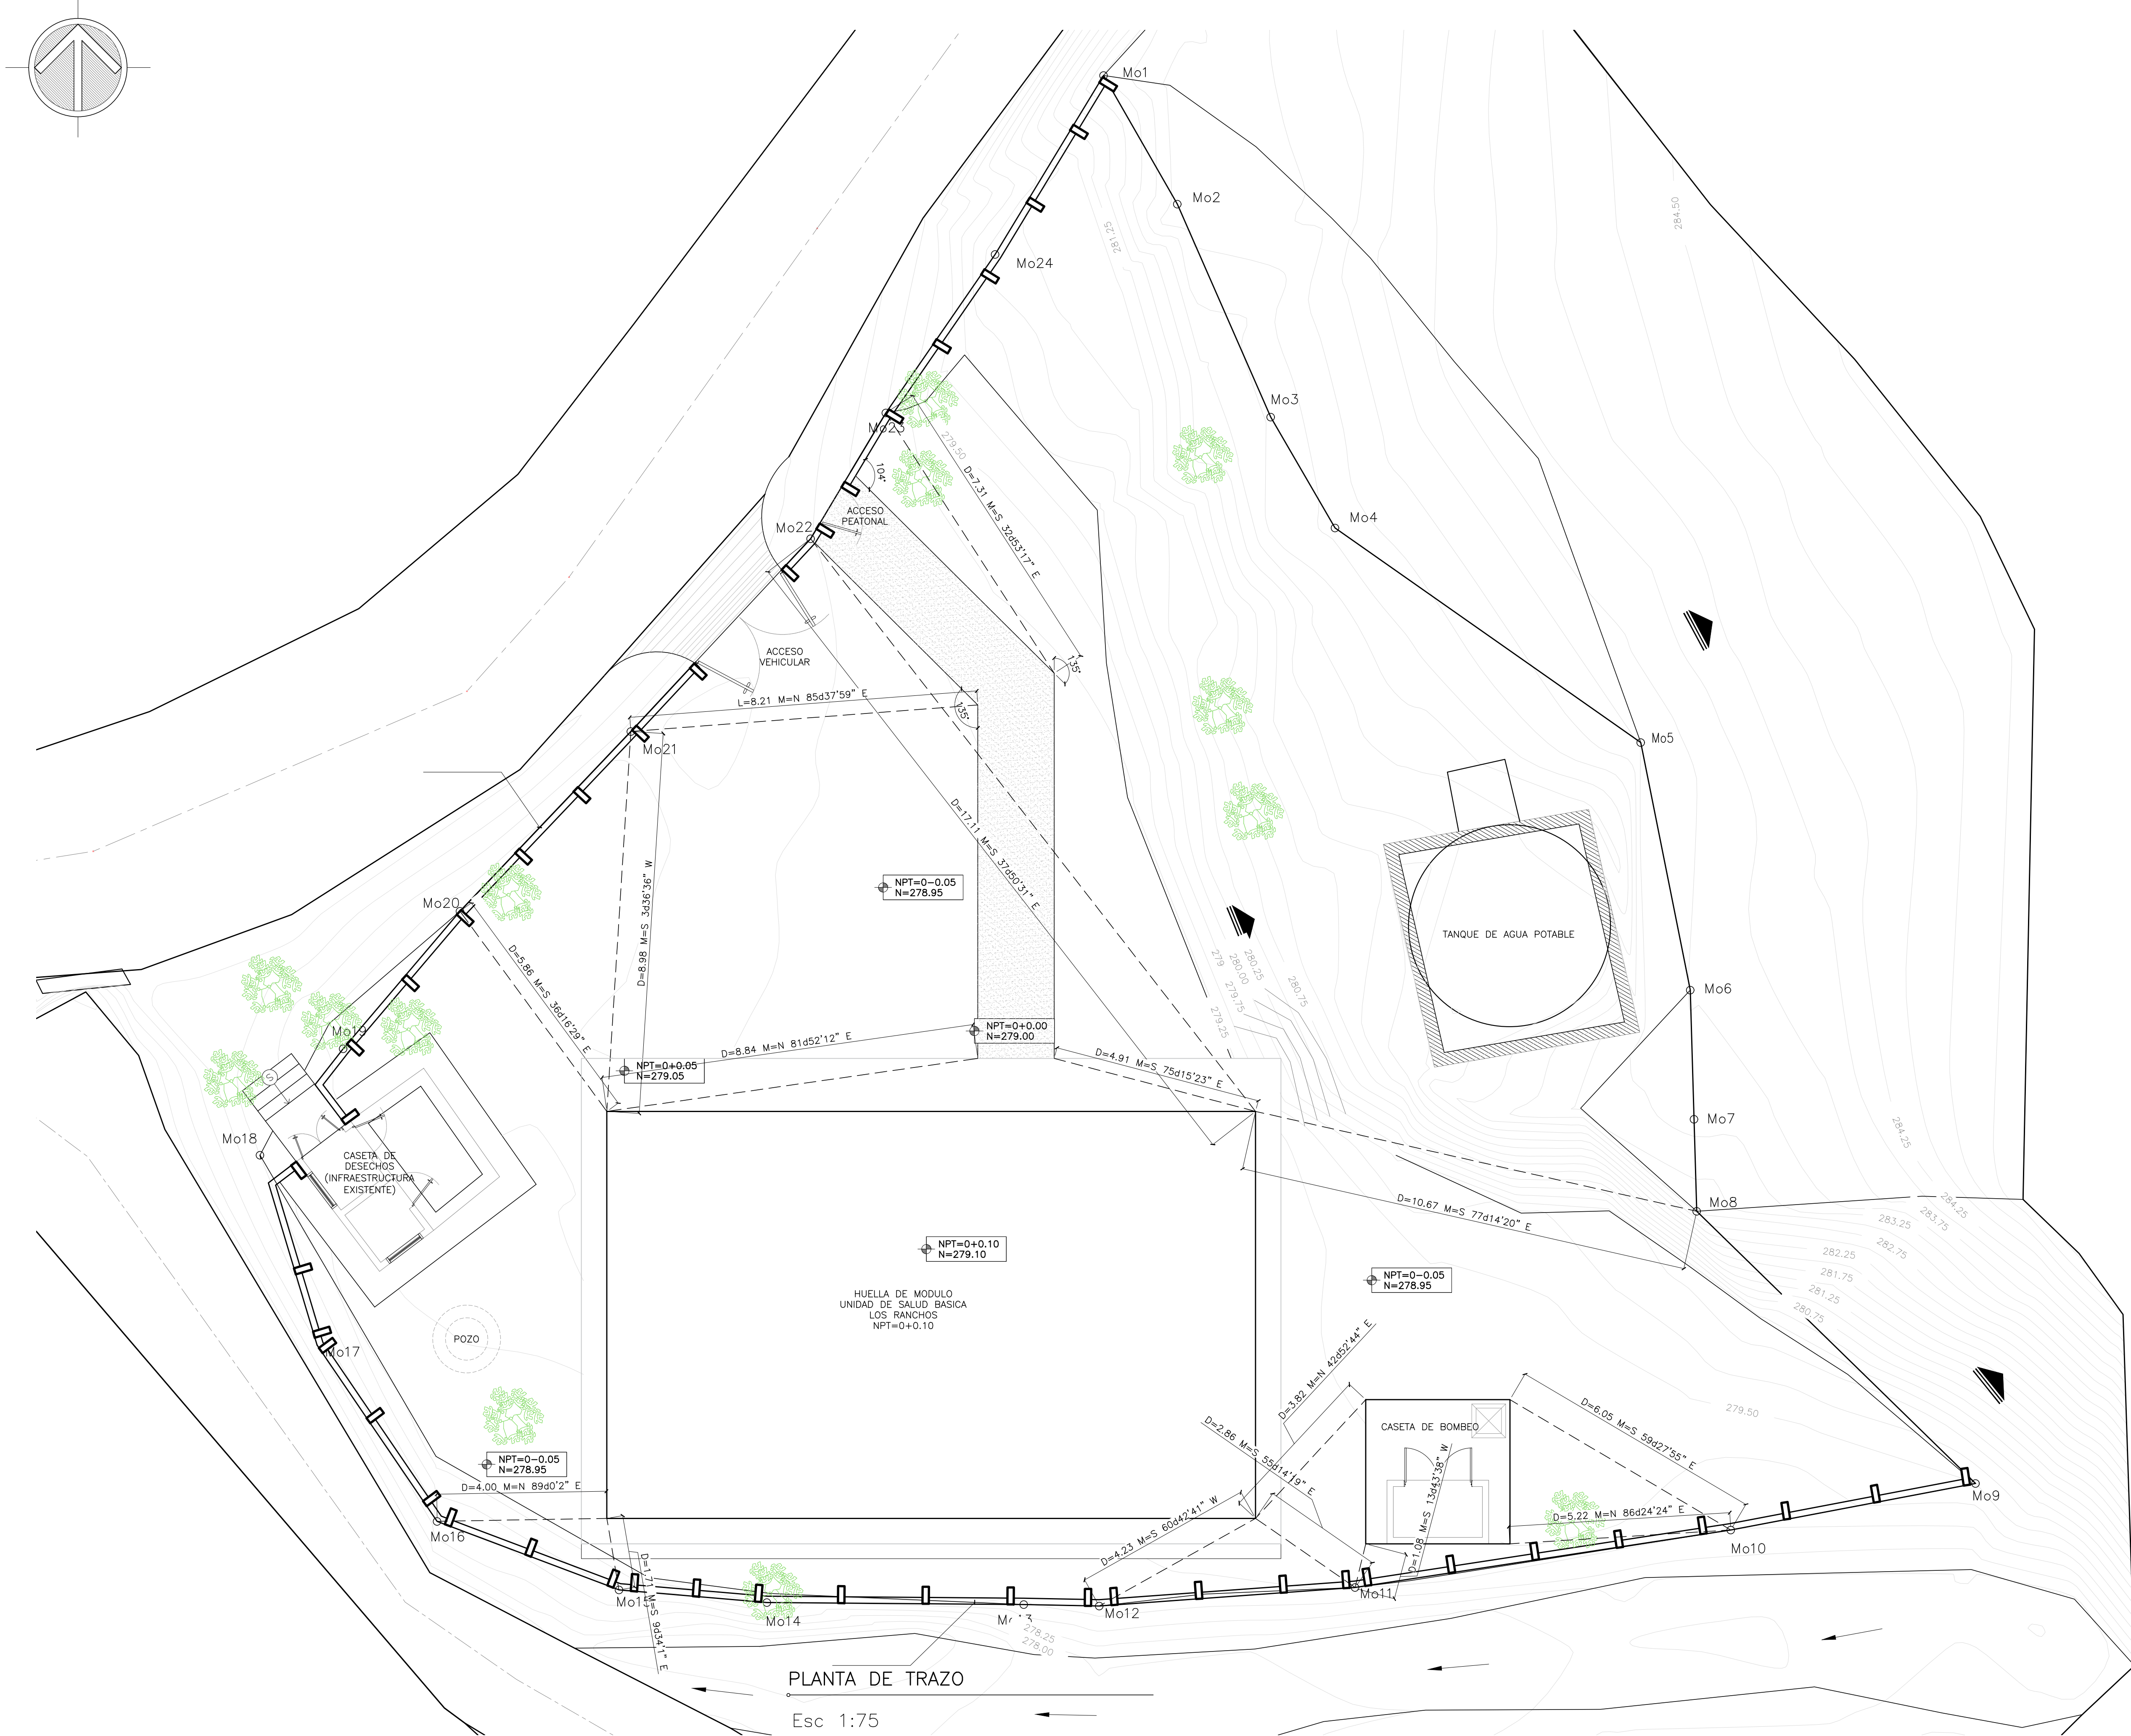 Mo1
Mo2
284.50
281.25
Mo24
Mo3
Mo23
279.50
104°
D=7.31 M=S 32d53'17" E
ACCESO
PEATONAL
Mo22
Mo4
ACCESO
VEHICULAR
135°
L=8.21 M=N 85d37'59" E
135°
Mo21
Mo5
D=17.11 M=S 37d50'31" E
D=8.98 M=S 3d36'36" W
NPT=0-0.05
N=278.95
Mo20
TANQUE DE AGUA POTABLE
D=5.86 M=S 36d16'29" E
279
280.00
280.25
279.75
280.75
279.25
Mo6
Mo19
NPT=0+0.00
N=279.00
D=8.84 M=N 81d52'12" E
NPT=0+0.05
N=279.05
D=4.91 M=S 75d15'23" E
S
Mo7
Mo18
284.25
CASETA DE
DESECHOS
(INFRAESTRUCTURA
EXISTENTE)
Mo8
D=10.67 M=S 77d14'20" E
284.25
283.75
283.25
282.75
282.25
281.75
281.25
280.75
NPT=0+0.10
N=279.10
NPT=0-0.05
N=278.95
HUELLA DE MODULO
UNIDAD DE SALUD BASICA
LOS RANCHOS
NPT=0+0.10
POZO
Mo17
D=3.82 M=N 42d52'44" E
D=2.86 M=S 55d14'19" E
CASETA DE BOMBEO
D=6.05 M=S 59d27'55" E
279.50
NPT=0-0.05
N=278.95
D=4.00 M=N 89d0'2" E
D=1.08 M=S 13d43'38" W
Mo9
D=5.22 M=N 86d24'24" E
Mo16
Mo10
D=4.23 M=S 60d42'41" W
D=1.71 M=S 9d34'1" E
Mo15
Mo14
Mo12
Mo11
278.25
278.00
PLANTA DE TRAZO
Esc 1:75